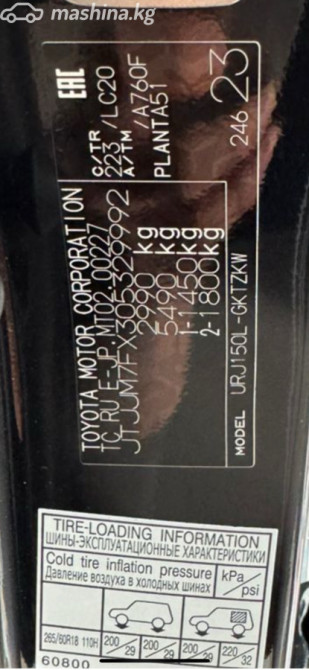 mashina.kg
TOYOTA MOTOR CORPORATION
TC RU E-JP.MT02.00227
JTJJM7FX305329992
2990 kg
5490 kg
1-1450kg
2-1800kg
MODEL URJ150L-GKTZKW
EAC
C/TR
223 /LC20
A/TM /A760F
PLANTA51
246 23
TIRE-LOADING INFORMATION
ШИНЫ-ЭКСПЛУАТАЦИОННЫЕ ХАРАКТЕРИСТИКИ
Cold tire inflation pressure
Давление воздуха в холодных шинах
kPa/psi
265/60R18 110H 200/29 200/29 200/29 220/32
60800